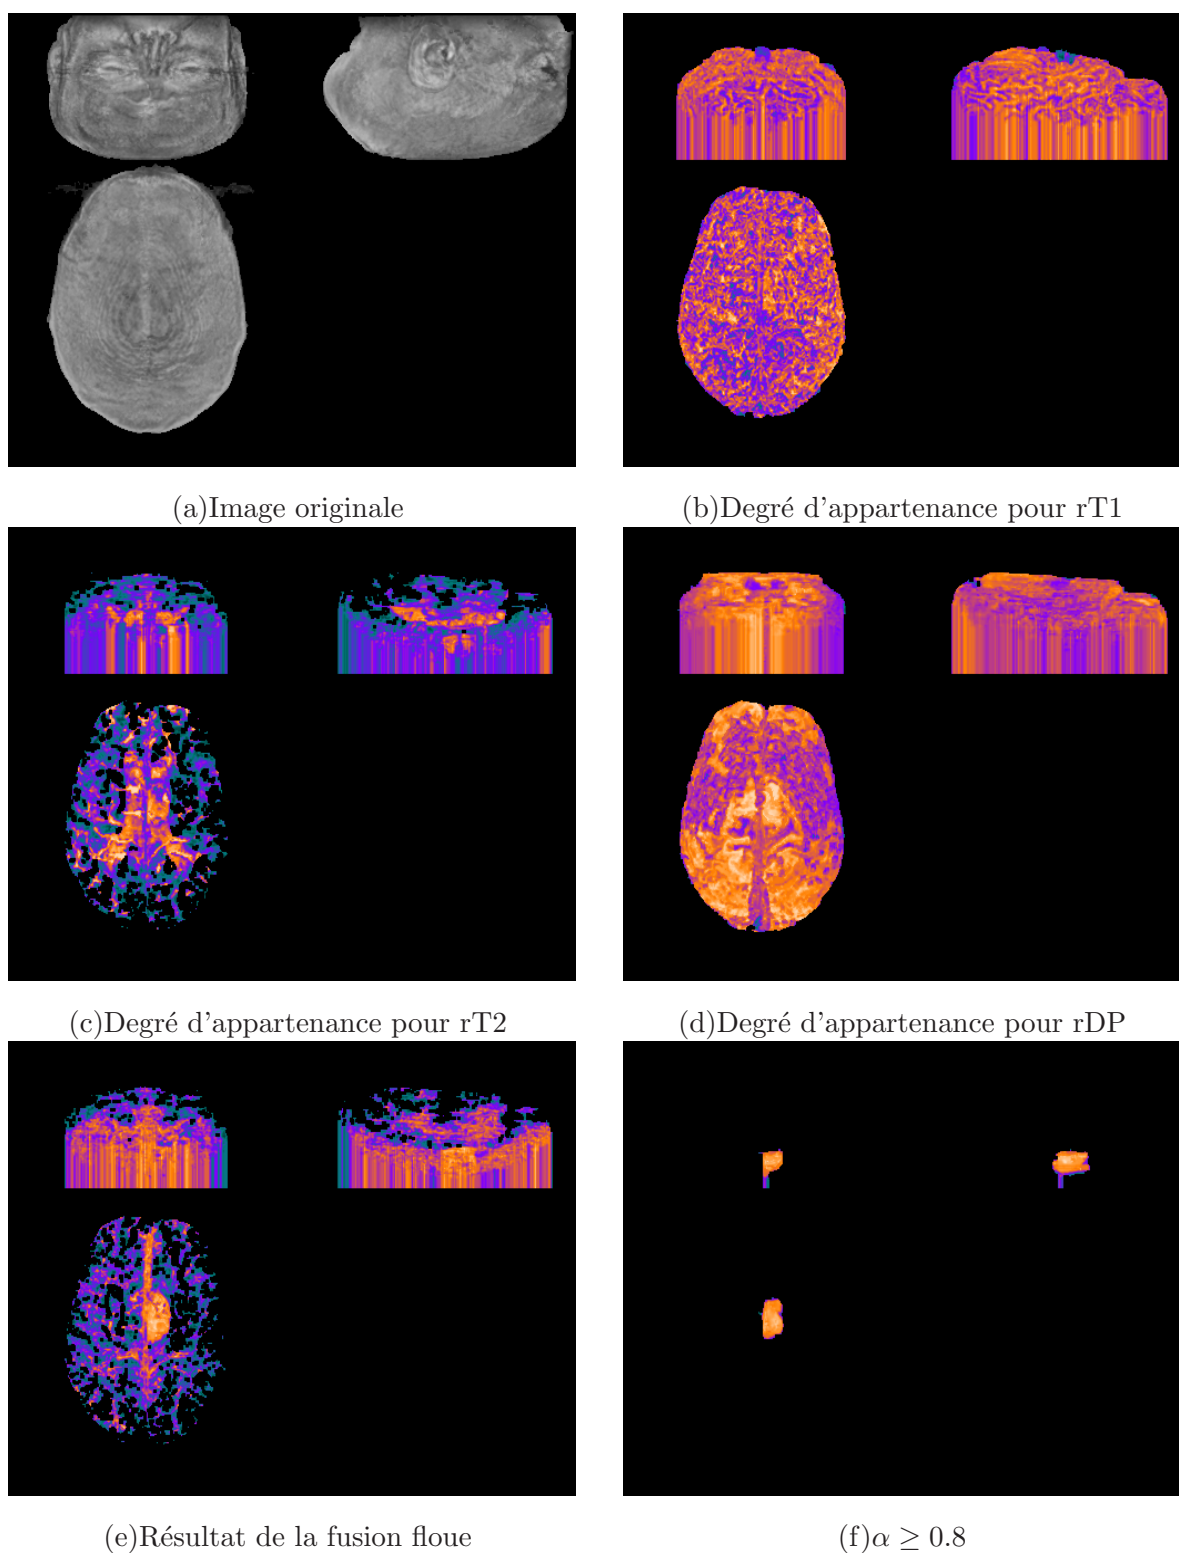 (a)Image originale
(b)Degré d'appartenance pour rT1
(c)Degré d'appartenance pour rT2
(d)Degré d'appartenance pour rDP
(e)Résultat de la fusion floue
(f)α ≥ 0.8